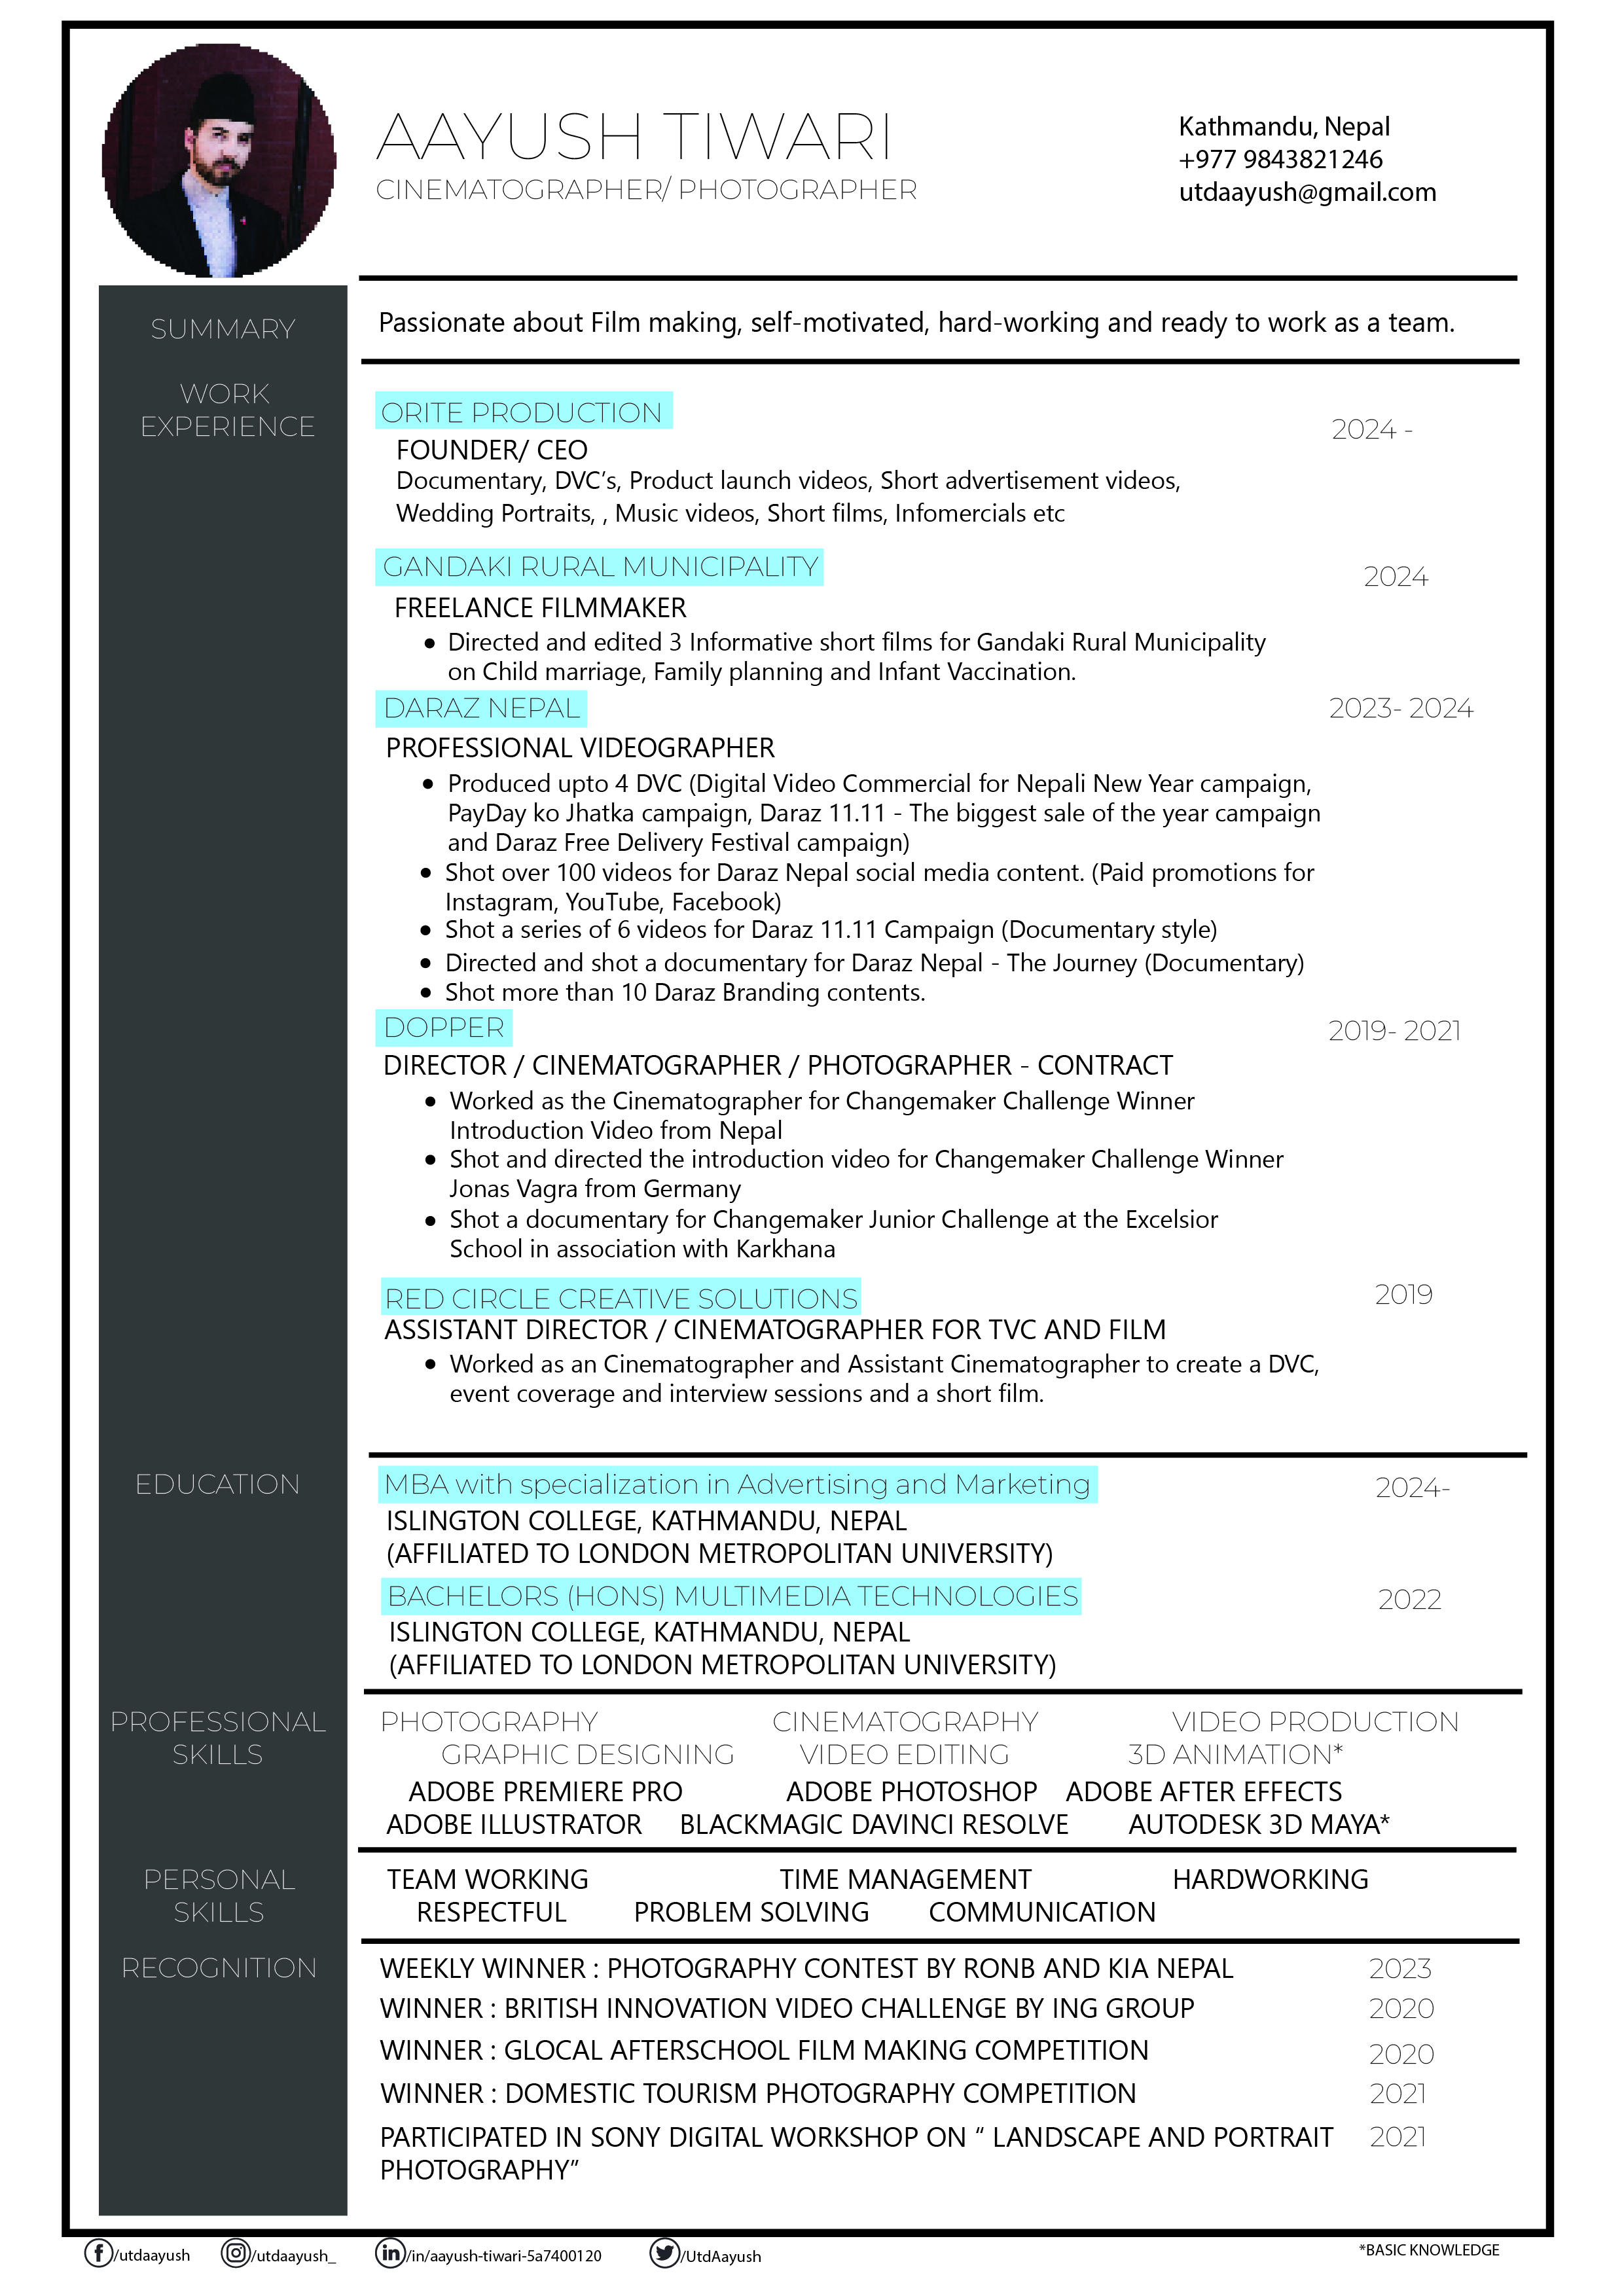 AAYUSH TIWARI
CINEMATOGRAPHER/ PHOTOGRAPHER
Kathmandu, Nepal
+977 9843821246
utdaayush@gmail.com
SUMMARY
Passionate about Film making, self-motivated, hard-working and ready to work as a team.
WORK
EXPERIENCE
ORITE PRODUCTION
2024 -
FOUNDER/ CEO
Documentary, DVC's, Product launch videos, Short advertisement videos,
Wedding Portraits, , Music videos, Short films, Infomercials etc
GANDAKI RURAL MUNICIPALITY
2024
FREELANCE FILMMAKER
• Directed and edited 3 Informative short films for Gandaki Rural Municipality
on Child marriage, Family planning and Infant Vaccination.
DARAZ NEPAL
2023- 2024
PROFESSIONAL VIDEOGRAPHER
• Produced upto 4 DVC (Digital Video Commercial for Nepali New Year campaign,
PayDay ko Jhatka campaign, Daraz 11.11 - The biggest sale of the year campaign
and Daraz Free Delivery Festival campaign)
• Shot over 100 videos for Daraz Nepal social media content. (Paid promotions for
Instagram, YouTube, Facebook)
• Shot a series of 6 videos for Daraz 11.11 Campaign (Documentary style)
• Directed and shot a documentary for Daraz Nepal - The Journey (Documentary)
• Shot more than 10 Daraz Branding contents.
DOPPER
2019- 2021
DIRECTOR / CINEMATOGRAPHER / PHOTOGRAPHER - CONTRACT
• Worked as the Cinematographer for Changemaker Challenge Winner
Introduction Video from Nepal
• Shot and directed the introduction video for Changemaker Challenge Winner
Jonas Vagra from Germany
• Shot a documentary for Changemaker Junior Challenge at the Excelsior
School in association with Karkhana
RED CIRCLE CREATIVE SOLUTIONS
2019
ASSISTANT DIRECTOR / CINEMATOGRAPHER FOR TVC AND FILM
• Worked as an Cinematographer and Assistant Cinematographer to create a DVC,
event coverage and interview sessions and a short film.
EDUCATION
MBA with specialization in Advertising and Marketing
2024-
ISLINGTON COLLEGE, KATHMANDU, NEPAL
(AFFILIATED TO LONDON METROPOLITAN UNIVERSITY)
BACHELORS (HONS) MULTIMEDIA TECHNOLOGIES
2022
ISLINGTON COLLEGE, KATHMANDU, NEPAL
(AFFILIATED TO LONDON METROPOLITAN UNIVERSITY)
PROFESSIONAL
SKILLS
PHOTOGRAPHY CINEMATOGRAPHY VIDEO PRODUCTION
GRAPHIC DESIGNING VIDEO EDITING 3D ANIMATION*
ADOBE PREMIERE PRO ADOBE PHOTOSHOP ADOBE AFTER EFFECTS
ADOBE ILLUSTRATOR BLACKMAGIC DAVINCI RESOLVE AUTODESK 3D MAYA*
PERSONAL
SKILLS
TEAM WORKING TIME MANAGEMENT HARDWORKING
RESPECTFUL PROBLEM SOLVING COMMUNICATION
RECOGNITION
WEEKLY WINNER : PHOTOGRAPHY CONTEST BY RONB AND KIA NEPAL 2023
WINNER : BRITISH INNOVATION VIDEO CHALLENGE BY ING GROUP 2020
WINNER : GLOCAL AFTERSCHOOL FILM MAKING COMPETITION 2020
WINNER : DOMESTIC TOURISM PHOTOGRAPHY COMPETITION 2021
PARTICIPATED IN SONY DIGITAL WORKSHOP ON “ LANDSCAPE AND PORTRAIT 2021
PHOTOGRAPHY”
/utdaayush /utdaayush_ /in/aayush-tiwari-5a7400120 /UtdAayush
*BASIC KNOWLEDGE